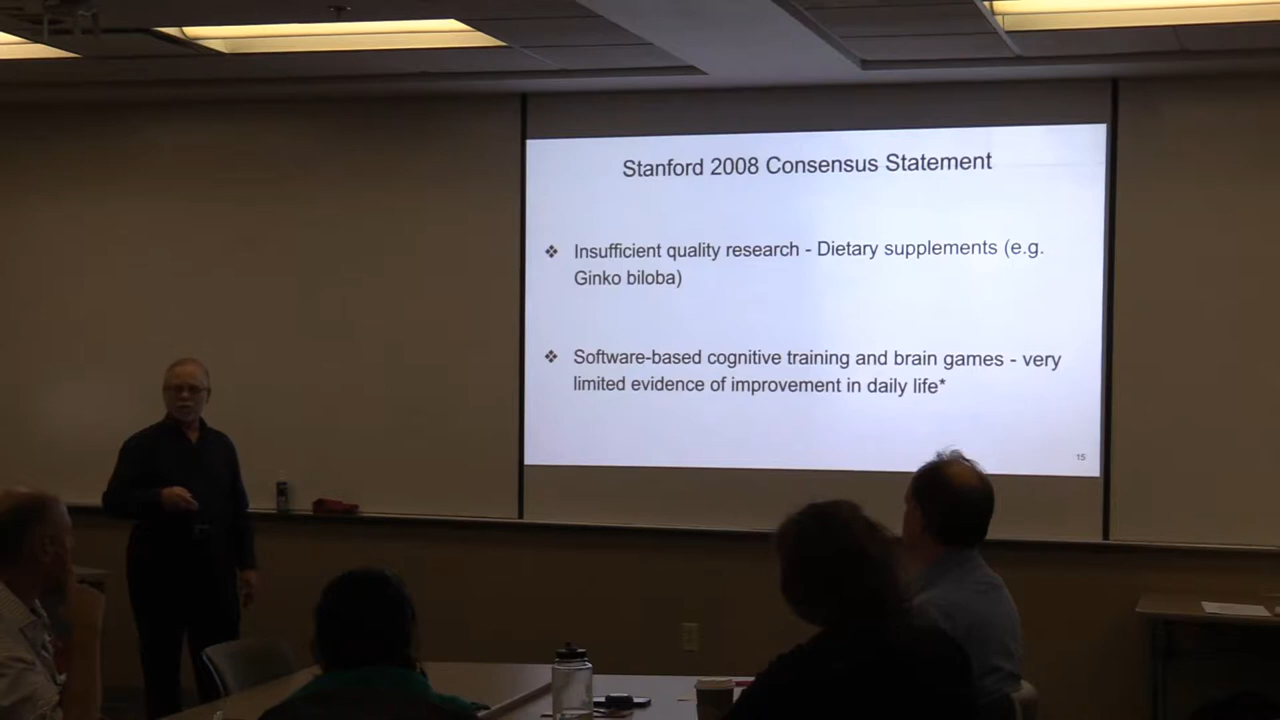 Stanford 2008 Consensus Statement
❖ Insufficient quality research - Dietary supplements (e.g.
Ginko biloba)
❖ Software-based cognitive training and brain games - very
limited evidence of improvement in daily life*
15